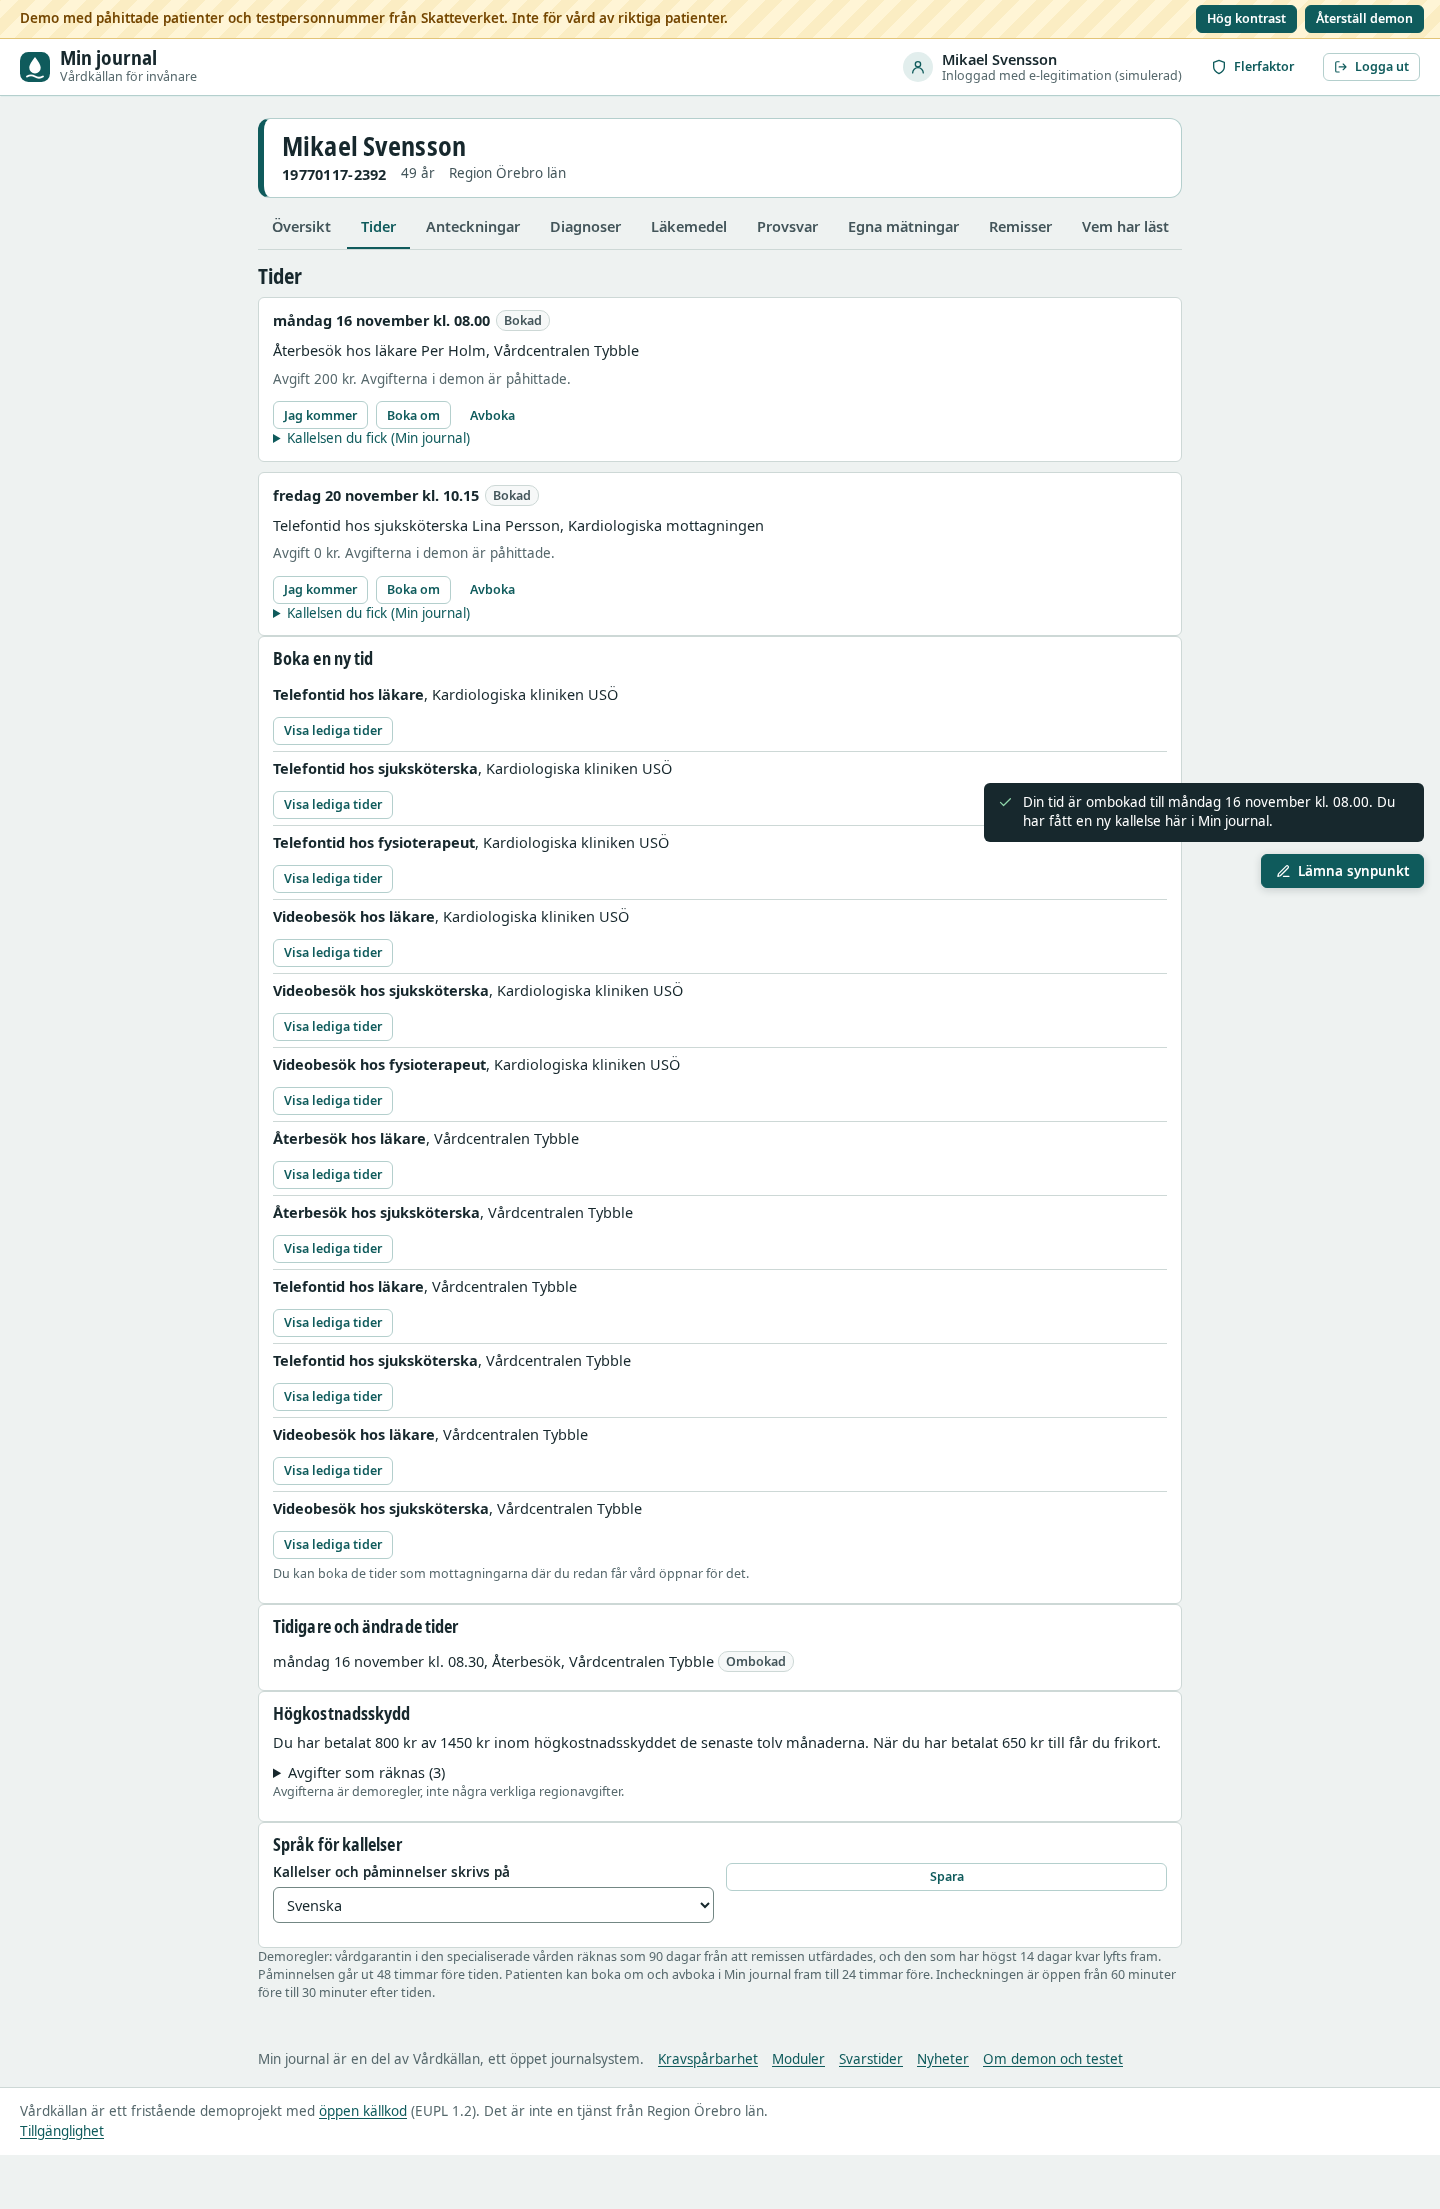 Demo med påhittade patienter och testpersonnummer från Skatteverket. Inte för vård av riktiga patienter.
Hög kontrast
Återställ demon
Min journal
Vårdkällan för invånare
Mikael Svensson
Inloggad med e-legitimation (simulerad)
Flerfaktor
Logga ut
Mikael Svensson
19770117-2392 49 år Region Örebro län
Översikt Tider Anteckningar Diagnoser Läkemedel Provsvar Egna mätningar Remisser Vem har läst
Tider
måndag 16 november kl. 08.00 Bokad
Återbesök hos läkare Per Holm, Vårdcentralen Tybble
Avgift 200 kr. Avgifterna i demon är påhittade.
Jag kommer Boka om Avboka
Kallelsen du fick (Min journal)
fredag 20 november kl. 10.15 Bokad
Telefontid hos sjuksköterska Lina Persson, Kardiologiska mottagningen
Avgift 0 kr. Avgifterna i demon är påhittade.
Jag kommer Boka om Avboka
Kallelsen du fick (Min journal)
Boka en ny tid
Telefontid hos läkare, Kardiologiska kliniken USÖ
Visa lediga tider
Telefontid hos sjuksköterska, Kardiologiska kliniken USÖ
Visa lediga tider
Din tid är ombokad till måndag 16 november kl. 08.00. Du
har fått en ny kallelse här i Min journal.
Telefontid hos fysioterapeut, Kardiologiska kliniken USÖ
Visa lediga tider
Lämna synpunkt
Videobesök hos läkare, Kardiologiska kliniken USÖ
Visa lediga tider
Videobesök hos sjuksköterska, Kardiologiska kliniken USÖ
Visa lediga tider
Videobesök hos fysioterapeut, Kardiologiska kliniken USÖ
Visa lediga tider
Återbesök hos läkare, Vårdcentralen Tybble
Visa lediga tider
Återbesök hos sjuksköterska, Vårdcentralen Tybble
Visa lediga tider
Telefontid hos läkare, Vårdcentralen Tybble
Visa lediga tider
Telefontid hos sjuksköterska, Vårdcentralen Tybble
Visa lediga tider
Videobesök hos läkare, Vårdcentralen Tybble
Visa lediga tider
Videobesök hos sjuksköterska, Vårdcentralen Tybble
Visa lediga tider
Du kan boka de tider som mottagningarna där du redan får vård öppnar för det.
Tidigare och ändrade tider
måndag 16 november kl. 08.30, Återbesök, Vårdcentralen Tybble Ombokad
Högkostnadsskydd
Du har betalat 800 kr av 1450 kr inom högkostnadsskyddet de senaste tolv månaderna. När du har betalat 650 kr till får du frikort.
Avgifter som räknas (3)
Avgifterna är demoregler, inte några verkliga regionavgifter.
Språk för kallelser
Kallelser och påminnelser skrivs på
Spara
Svenska
Demoregler: vårdgarantin i den specialiserade vården räknas som 90 dagar från att remissen utfärdades, och den som har högst 14 dagar kvar lyfts fram.
Påminnelsen går ut 48 timmar före tiden. Patienten kan boka om och avboka i Min journal fram till 24 timmar före. Incheckningen är öppen från 60 minuter
före till 30 minuter efter tiden.
Min journal är en del av Vårdkällan, ett öppet journalsystem. Kravspårbarhet Moduler Svarstider Nyheter Om demon och testet
Vårdkällan är ett fristående demoprojekt med öppen källkod (EUPL 1.2). Det är inte en tjänst från Region Örebro län.
Tillgänglighet